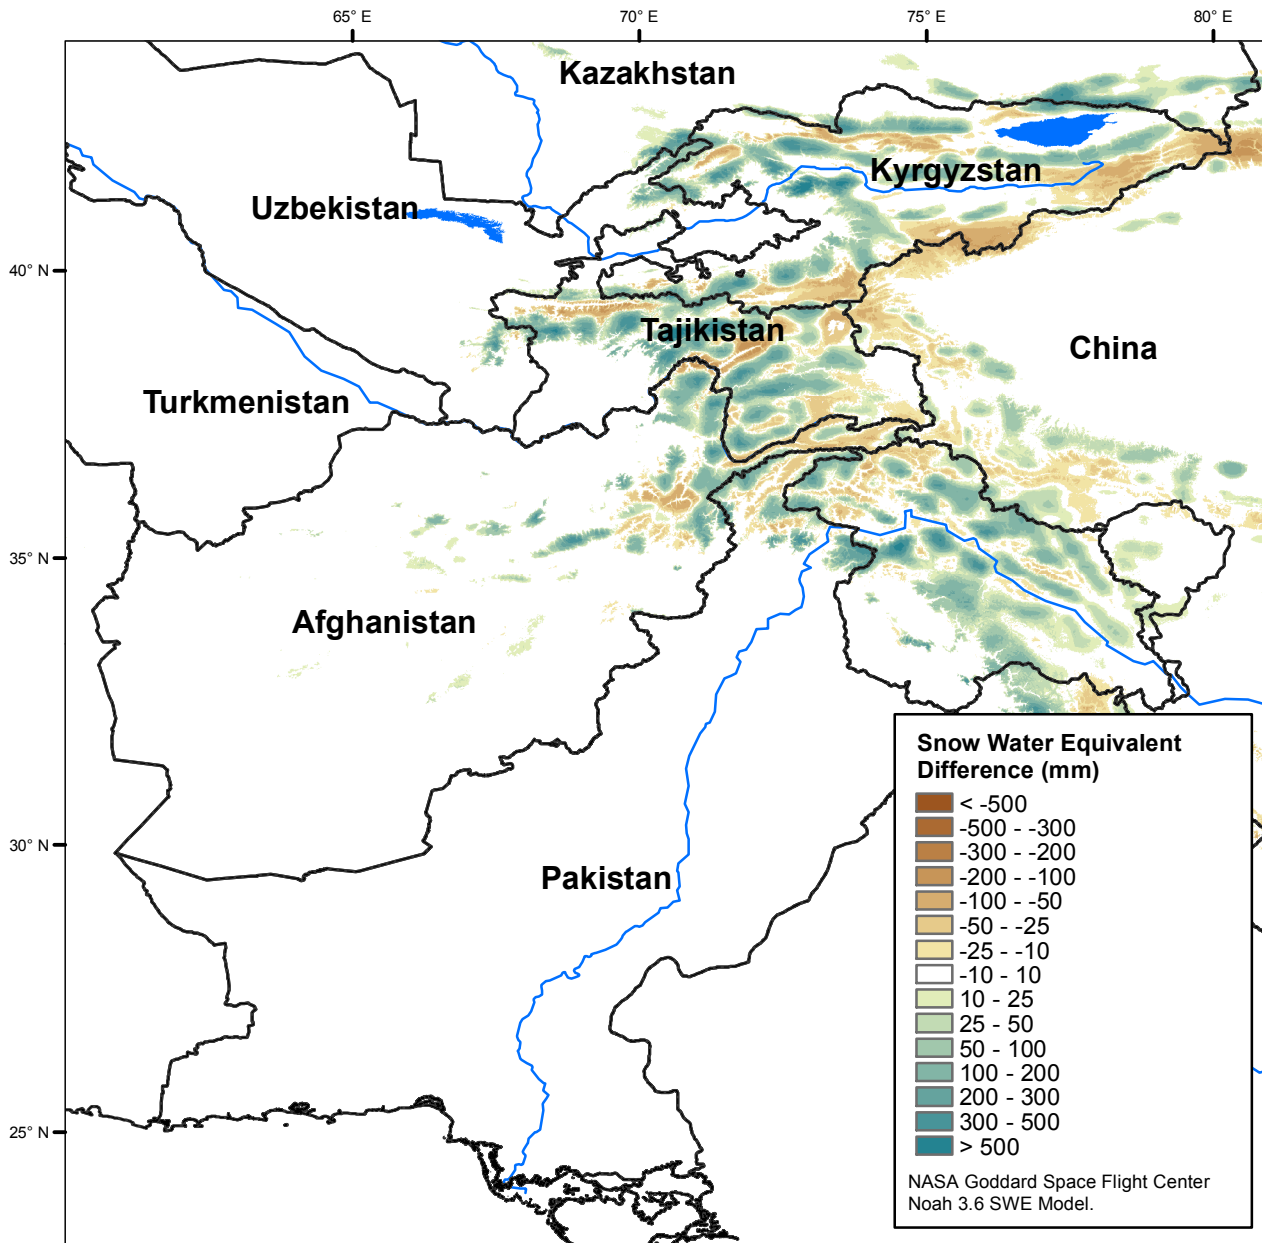 65° E
70° E
75° E
80° E
Kazakhstan
Kyrgyzstan
Uzbekistan
40° N
Tajikistan
China
Turkmenistan
35° N
Afghanistan
Snow Water Equivalent
Difference (mm)
< -500
-500 - -300
-300 - -200
-200 - -100
-100 - -50
-50 - -25
-25 - -10
-10 - 10
10 - 25
25 - 50
50 - 100
100 - 200
200 - 300
300 - 500
> 500
NASA Goddard Space Flight Center
Noah 3.6 SWE Model.
30° N
Pakistan
25° N